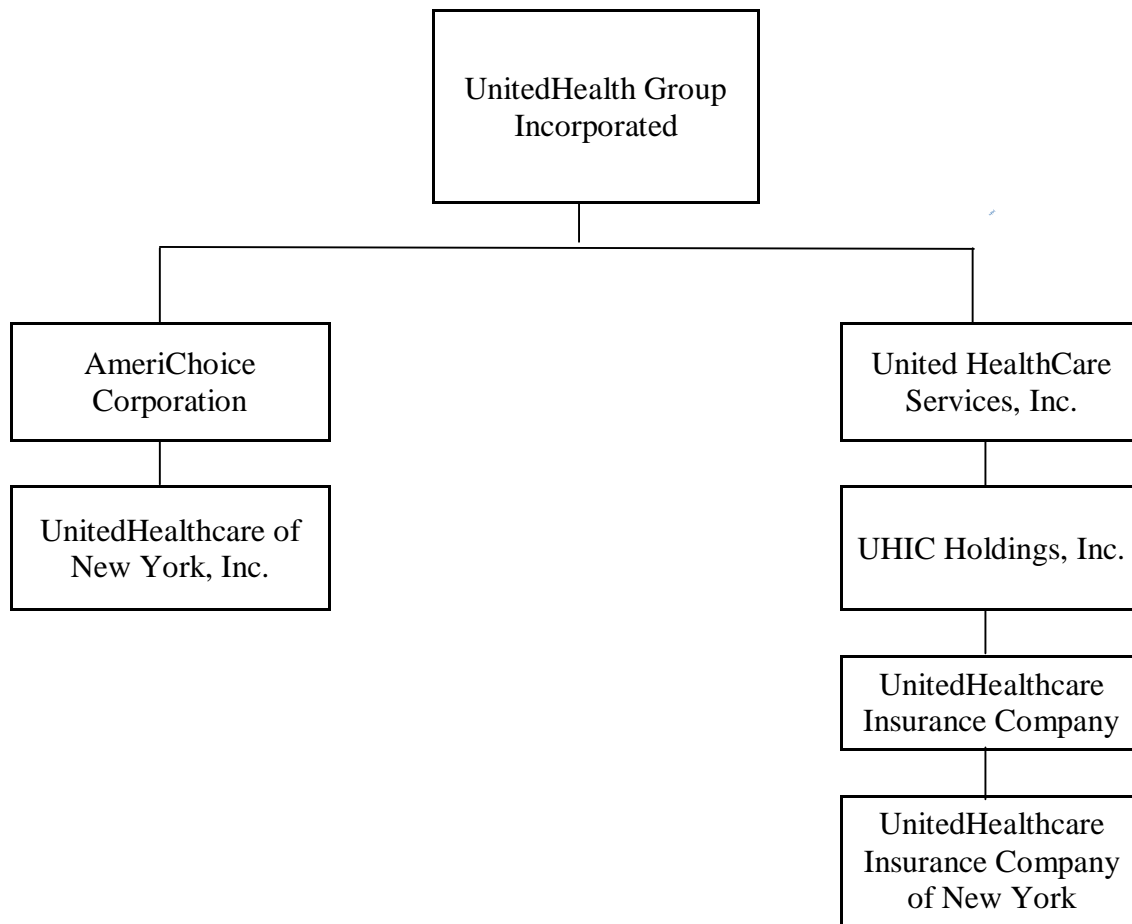 UnitedHealth Group
Incorporated
AmeriChoice
Corporation
United HealthCare
Services, Inc.
UnitedHealthcare of
New York, Inc.
UHIC Holdings, Inc.
UnitedHealthcare
Insurance Company
UnitedHealthcare
Insurance Company
of New York